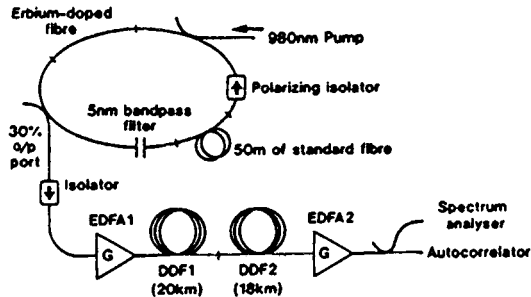 Erbium-doped
fibre
980nm Pump
Polarizing isolator
5nm bandpass
filter
50m of standard fibre
30%
o/p
port
Isolator
EDFA1
G
DDF1
(20km)
DDF2
(18km)
EDFA2
G
Spectrum
analyser
Autocorrelator